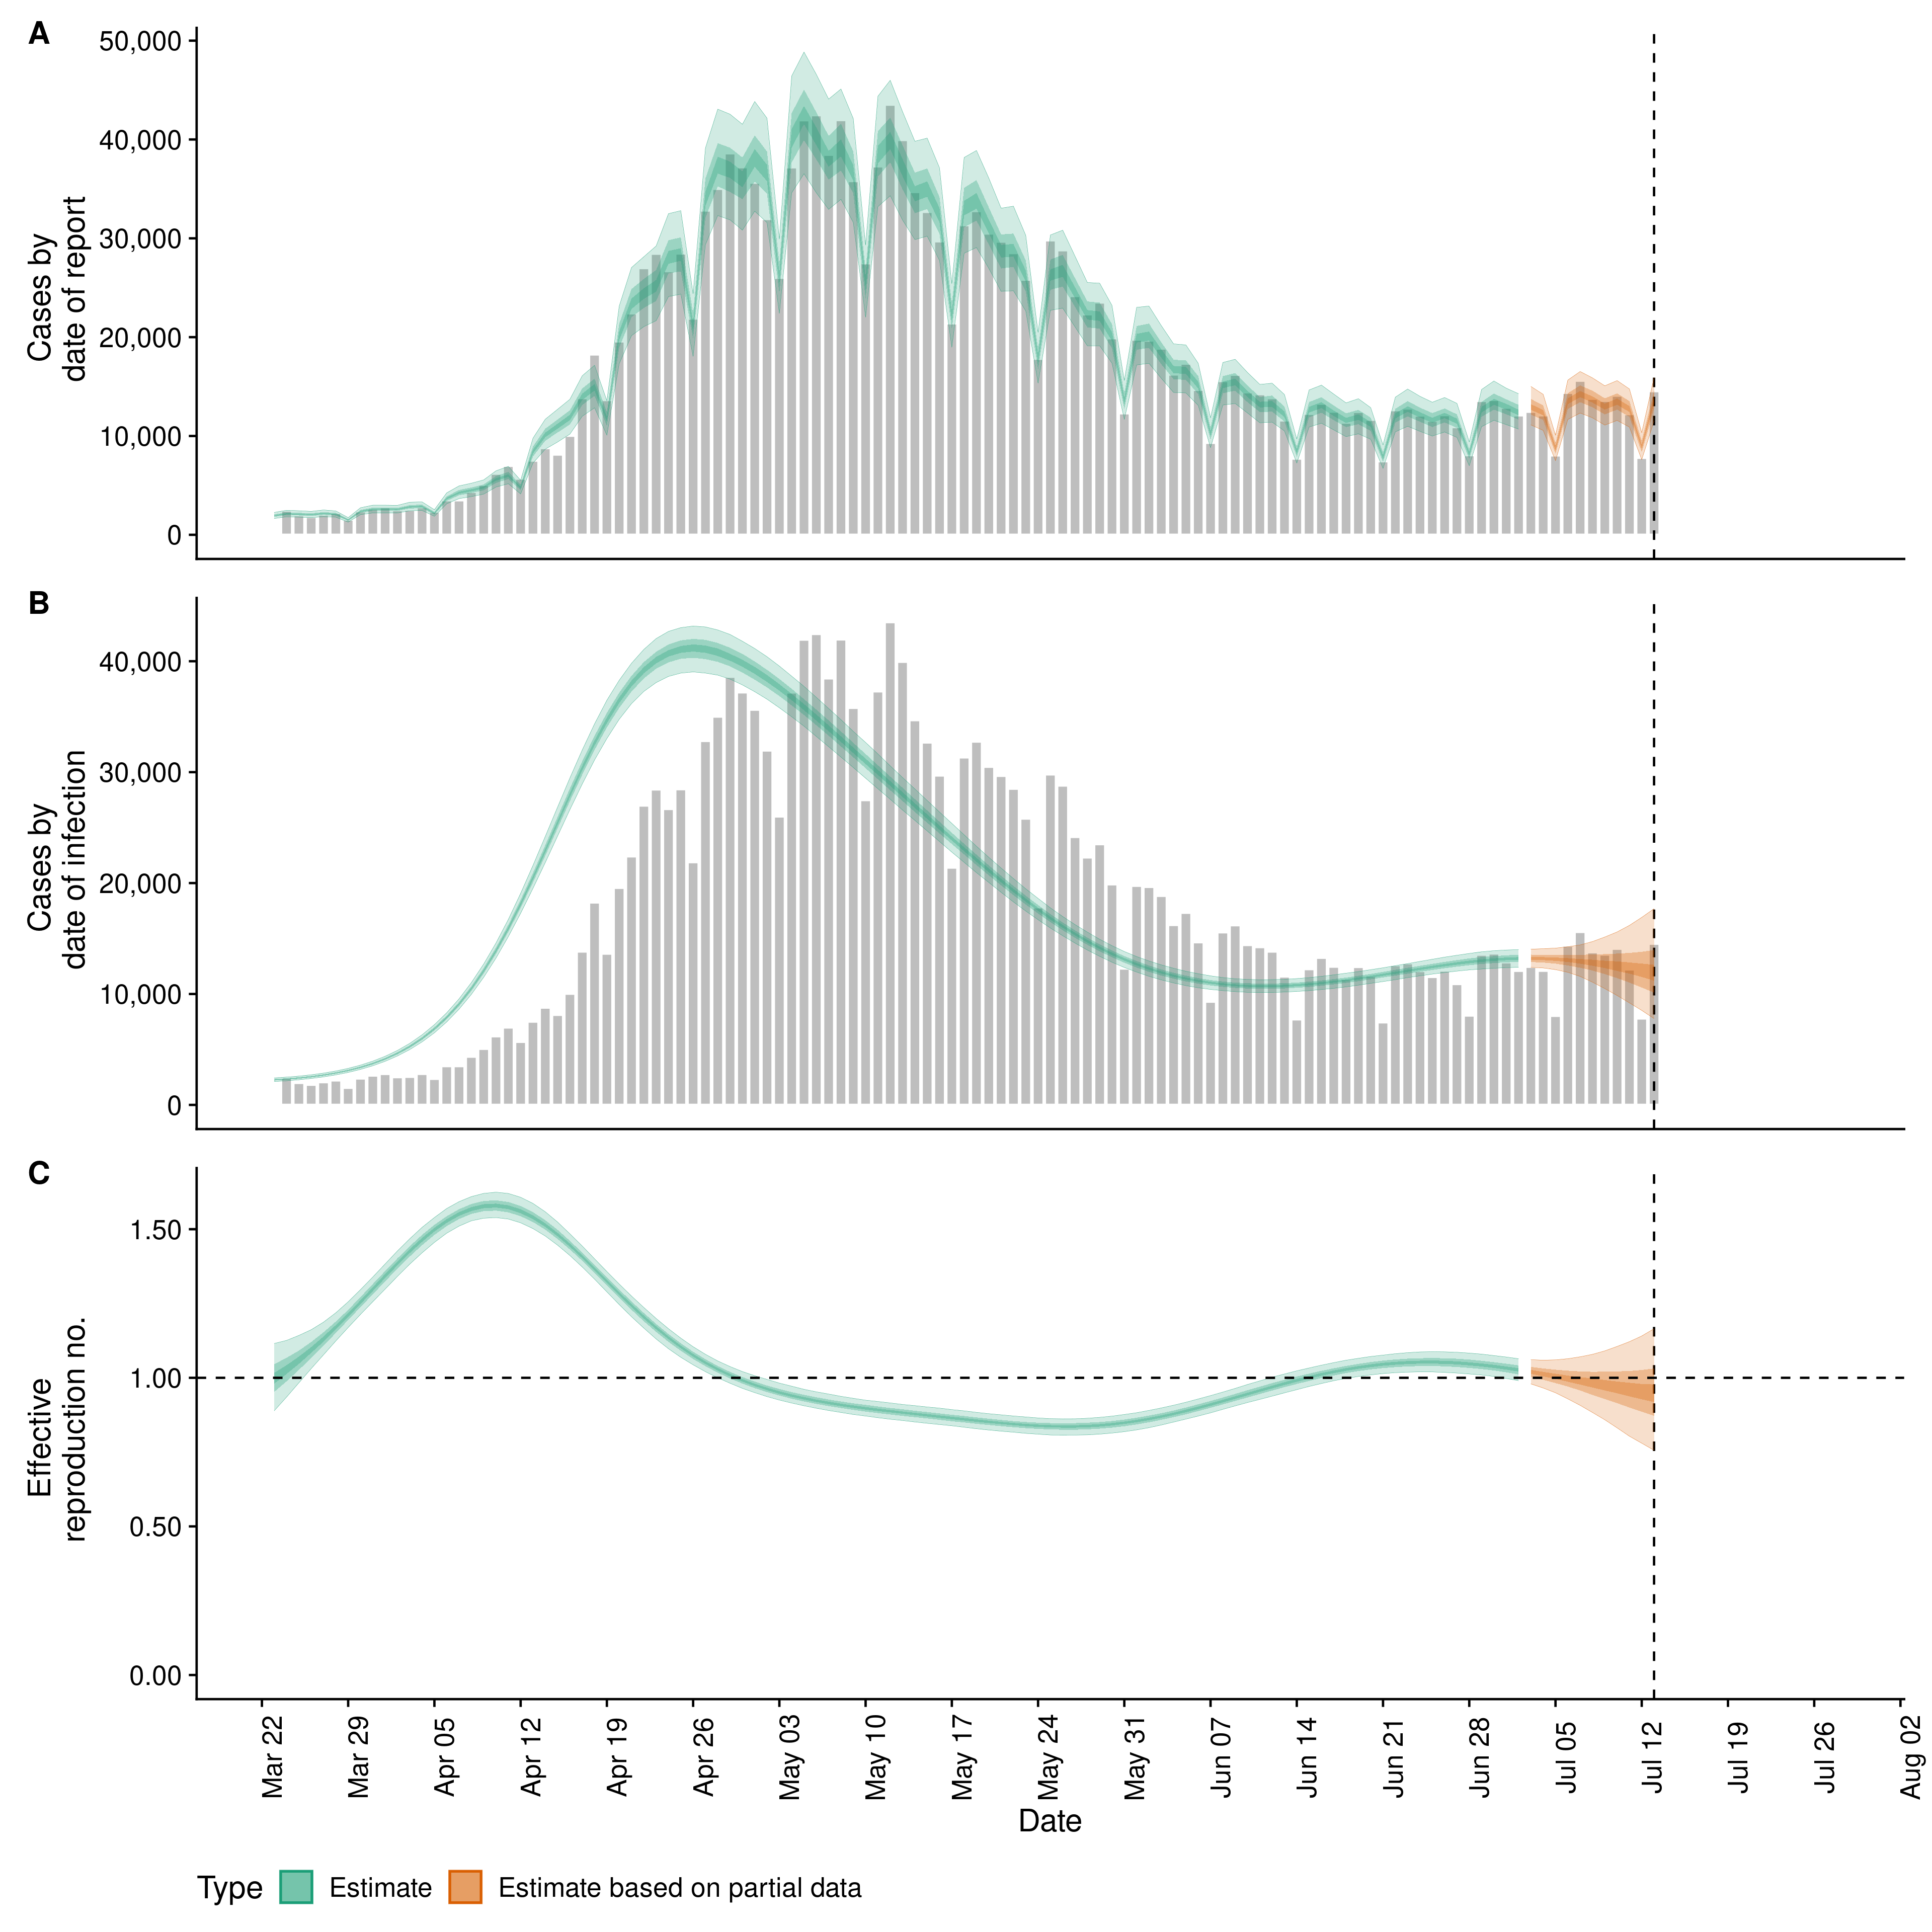 A
50,000
40,000
30,000
20,000
10,000
0
Cases by
date of report
B
40,000
30,000
20,000
10,000
0
Cases by
date of infection
C
1.50
1.00
0.50
0.00
Effective
reproduction no.
Mar 22
Mar 29
Apr 05
Apr 12
Apr 19
Apr 26
May 03
May 10
May 17
May 24
May 31
Jun 07
Jun 14
Jun 21
Jun 28
Jul 05
Jul 12
Jul 19
Jul 26
Aug 02
Date
Type Estimate Estimate based on partial data